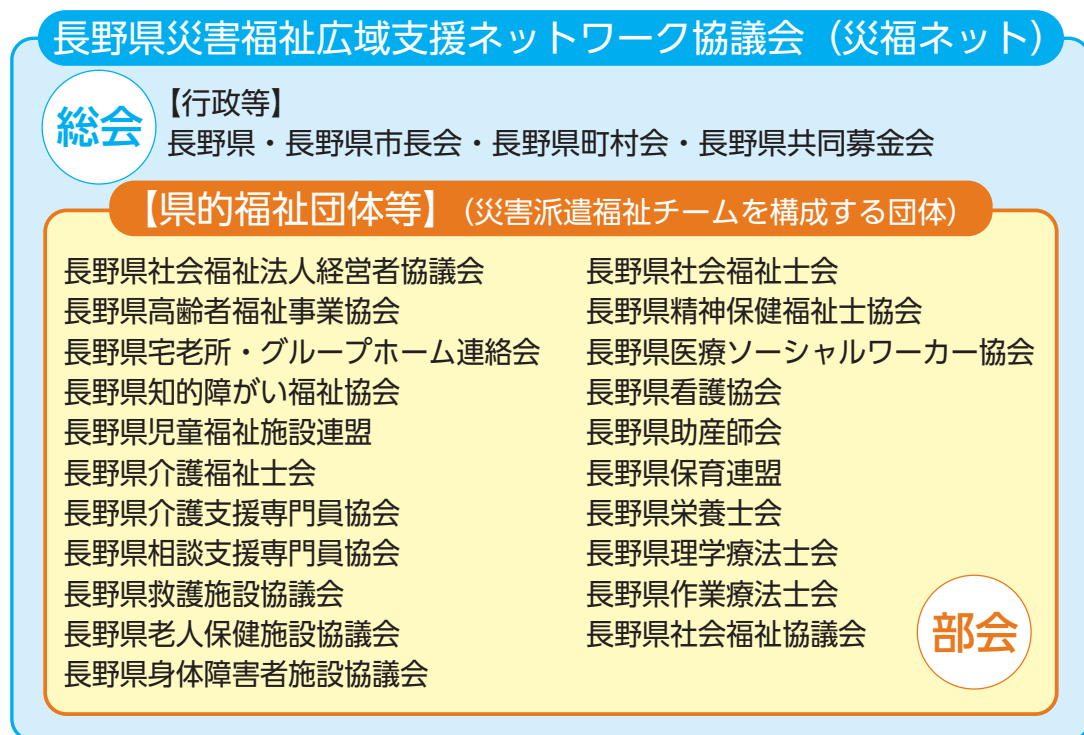 長野県災害福祉広域支援ネットワーク協議会（災福ネット）
総会
【行政等】
長野県・長野県市長会・長野県町村会・長野県共同募金会
【県的福祉団体等】（災害派遣福祉チームを構成する団体）
長野県社会福祉法人経営者協議会
長野県高齢者福祉事業協会
長野県宅老所・グループホーム連絡会
長野県知的障がい福祉協会
長野県児童福祉施設連盟
長野県介護福祉士会
長野県介護支援専門員協会
長野県相談支援専門員協会
長野県救護施設協議会
長野県老人保健施設協議会
長野県身体障害者施設協議会
長野県社会福祉士会
長野県精神保健福祉士協会
長野県医療ソーシャルワーカー協会
長野県看護協会
長野県助産師会
長野県保育連盟
長野県栄養士会
長野県理学療法士会
長野県作業療法士会
長野県社会福祉協議会
部会